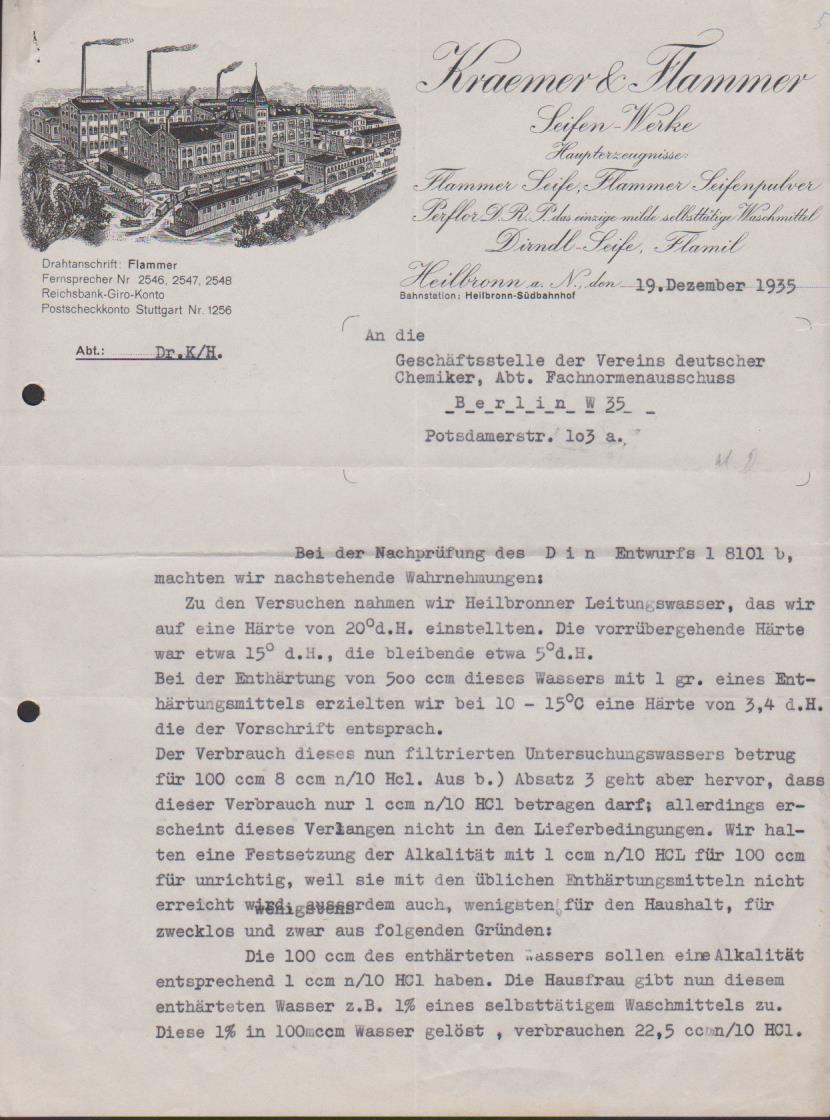 Kraemer & Flammer
Seifen-Werke
Haupterzeugnisse:
Flammer Seife, Flammer Seifenpulver
Perflor D.R.P. das einzige milde selbsttätige Waschmittel
Dirndl-Seife, Flamil
Heilbronn a. N., den 19.Dezember 1935
Bahnstation: Heilbronn-Südbahnhof
Drahtanschrift: Flammer
Fernsprecher Nr 2546, 2547, 2548
Reichsbank-Giro-Konto
Postscheckkonto Stuttgart Nr. 1256
Abt.: Dr.K/H.
An die
Geschäftsstelle der Vereins deutscher
Chemiker, Abt. Fachnormenausschuss
B e r l i n W 35
Potsdamerstr. 1o3 a.
Bei der Nachprüfung des D i n Entwurfs l 8101 b,
machten wir nachstehende Wahrnehmungen:
Zu den Versuchen nahmen wir Heilbronner Leitungswasser, das wir
auf eine Härte von 20°d.H. einstellten. Die vorrübergehende Härte
war etwa 15° d.H., die bleibende etwa 5°d.H.
Bei der Enthärtung von 5oo ccm dieses Wassers mit 1 gr. eines Ent-
härtungsmittels erzielten wir bei 10 - 15°C eine Härte von 3,4 d.H.
die der Vorschrift entsprach.
Der Verbrauch dieses nun filtrierten Untersuchungswassers betrug
für 100 ccm 8 ccm n/10 Hcl. Aus b.) Absatz 3 geht aber hervor, dass
dieser Verbrauch nur 1 ccm n/10 HCl betragen darf; allerdings er-
scheint dieses Verlangen nicht in den Lieferbedingungen. Wir hal-
ten eine Festsetzung der Alkalität mit 1 ccm n/10 HCL für 100 ccm
für unrichtig, weil sie mit den üblichen Enthärtungsmitteln nicht
erreicht wird, ausserdem auch, wenigsten für den Haushalt, für
wenigstens
zwecklos und zwar aus folgenden Gründen:
Die 100 ccm des enthärteten Wassers sollen eine Alkalität
entsprechend 1 ccm n/10 HCl haben. Die Hausfrau gibt nun diesem
enthärteten Wasser z.B. 1% eines selbsttätigem Waschmittels zu.
Diese 1% in 100 ccm Wasser gelöst , verbrauchen 22,5 cc n/10 HCl.